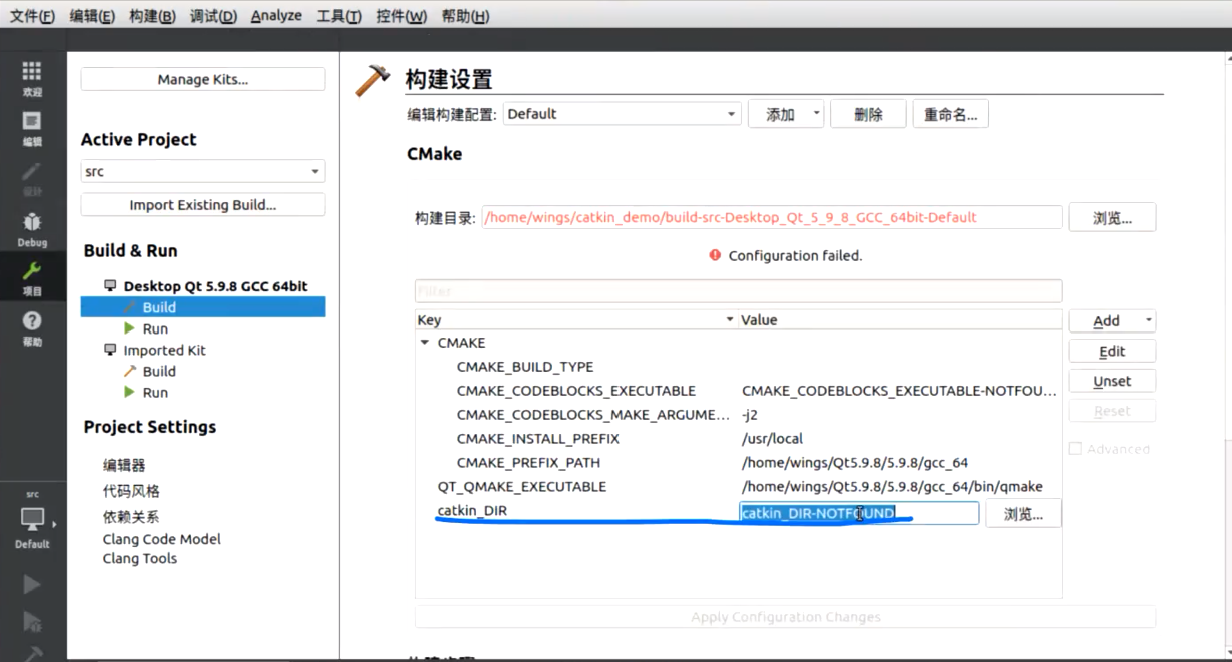 文件(F) 编辑(E) 构建(B) 调试(D) Analyze 工具(T) 控件(W) 帮助(H)
欢迎
编辑
设计
Debug
项目
帮助
src
Default
Manage Kits...
Active Project
src
Import Existing Build...
Build & Run
Desktop Qt 5.9.8 GCC 64bit
Build
Run
Imported Kit
Build
Run
Project Settings
编辑器
代码风格
依赖关系
Clang Code Model
Clang Tools
构建设置
编辑构建配置: Default 添加 删除 重命名...
CMake
构建目录: /home/wings/catkin_demo/build-src-Desktop_Qt_5_9_8_GCC_64bit-Default 浏览...
Configuration failed.
Filter
Key Value
CMAKE
CMAKE_BUILD_TYPE
CMAKE_CODEBLOCKS_EXECUTABLE CMAKE_CODEBLOCKS_EXECUTABLE-NOTFOU...
CMAKE_CODEBLOCKS_MAKE_ARGUME... -j2
CMAKE_INSTALL_PREFIX /usr/local
CMAKE_PREFIX_PATH /home/wings/Qt5.9.8/5.9.8/gcc_64
QT_QMAKE_EXECUTABLE /home/wings/Qt5.9.8/5.9.8/gcc_64/bin/qmake
catkin_DIR catkin_DIR-NOTFOUND 浏览...
Add
Edit
Unset
Reset
Advanced
Apply Configuration Changes